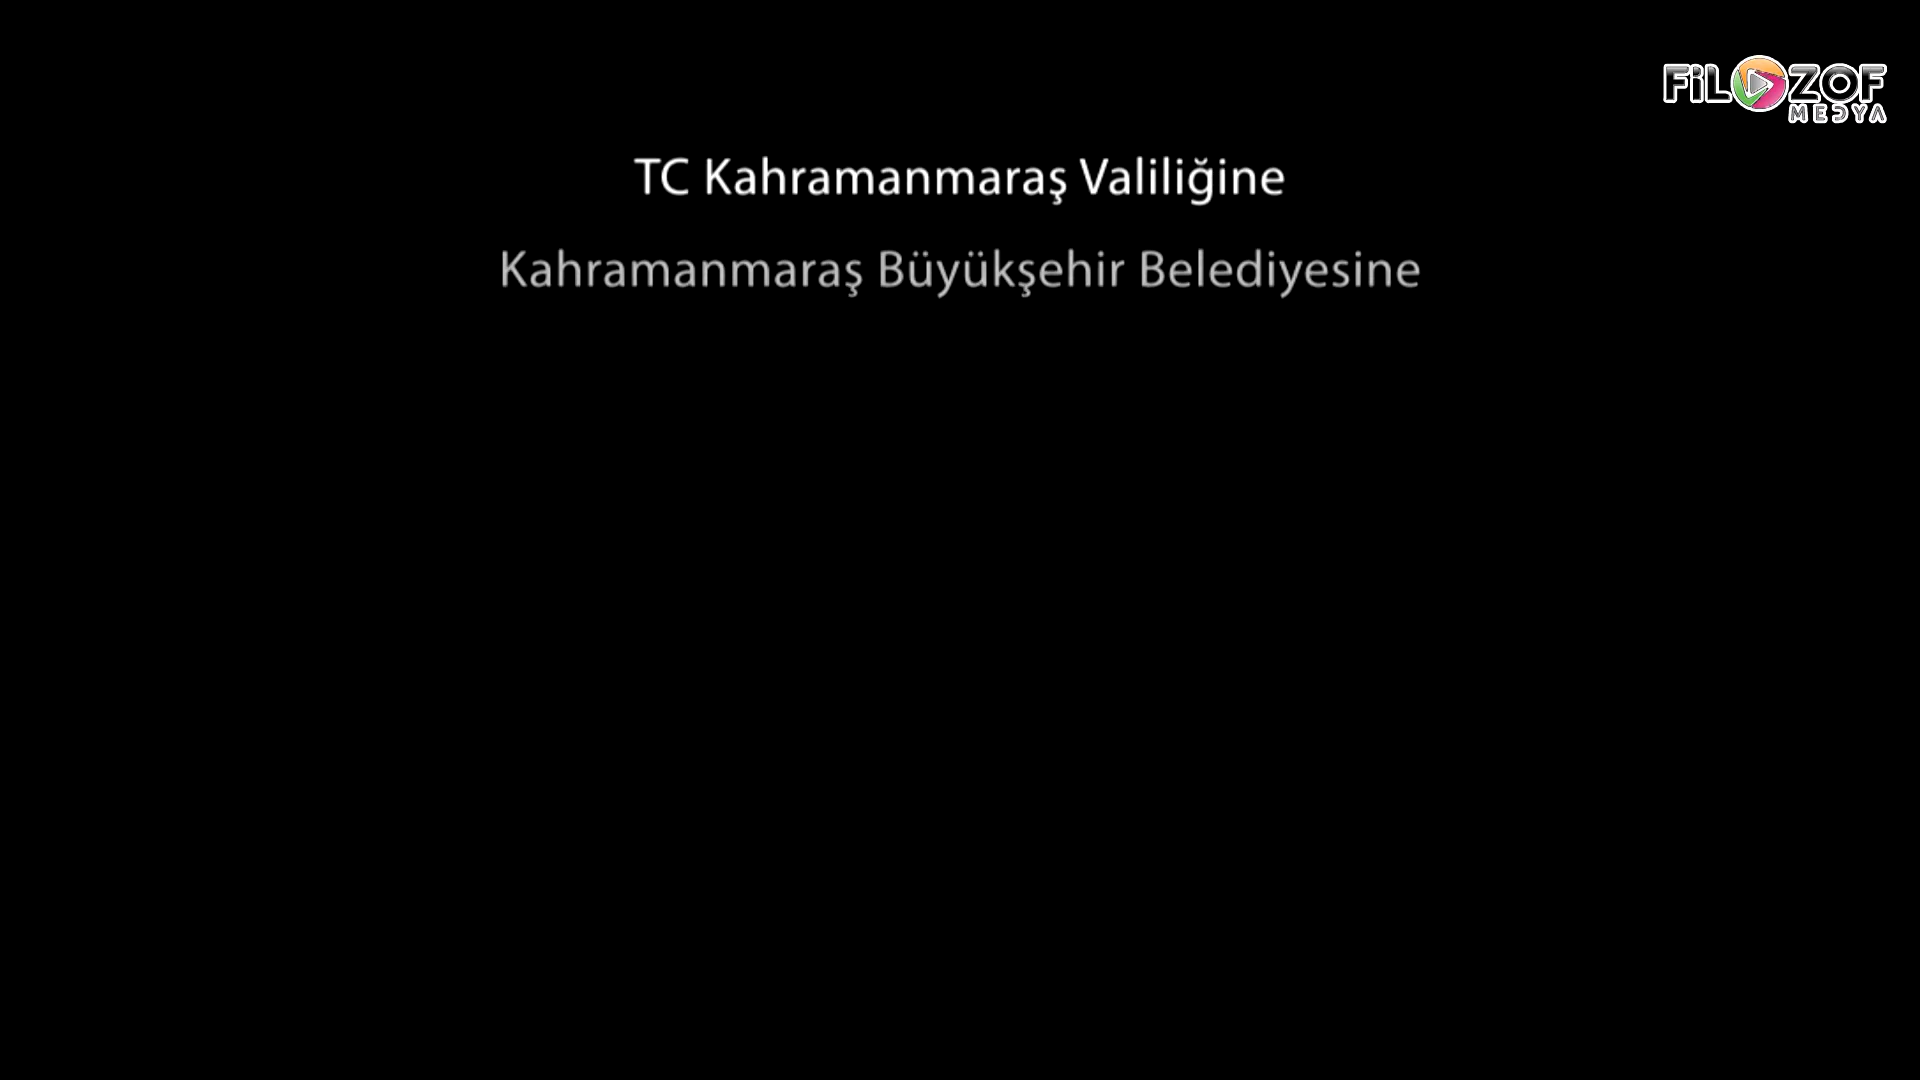 FiLOZOF
MEDYA
TC Kahramanmaraş Valiliğine
Kahramanmaraş Büyükşehir Belediyesine